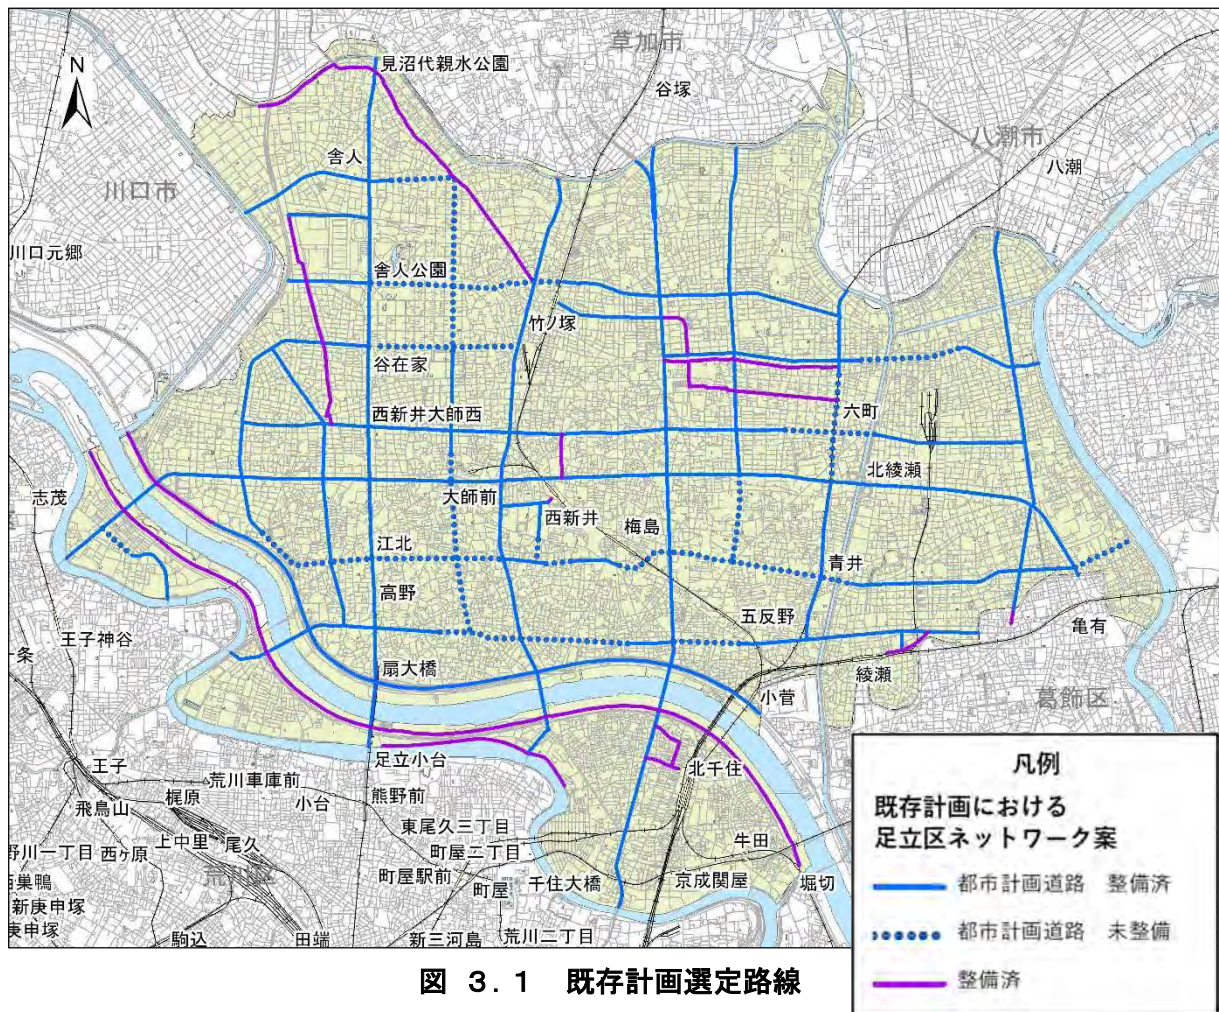 草加市
見沼代親水公園
谷塚
N
八潮市
八潮
舎人
川口市
川口元郷
舎人公園
竹ノ塚
谷在家
西新井大師西
六町
北綾瀬
志茂
大師前
西新井
梅島
江北
青井
高野
五反野
王子神谷
亀有
扇大橋
綾瀬
小菅
葛飾区
足立小台
北千住
王子
荒川車庫前
飛鳥山
梶原
小台
熊野前
上中里
尾久
東尾久三丁目
西ヶ原
町屋二丁目
牛田
町屋駅前
町屋
千住大橋
京成関屋
堀切
新庚申塚
庚申塚
駒込
田端
新三河島
荒川二丁目
凡例
既存計画における
足立区ネットワーク案
都市計画道路 整備済
都市計画道路 未整備
整備済
図 3.1 既存計画選定路線